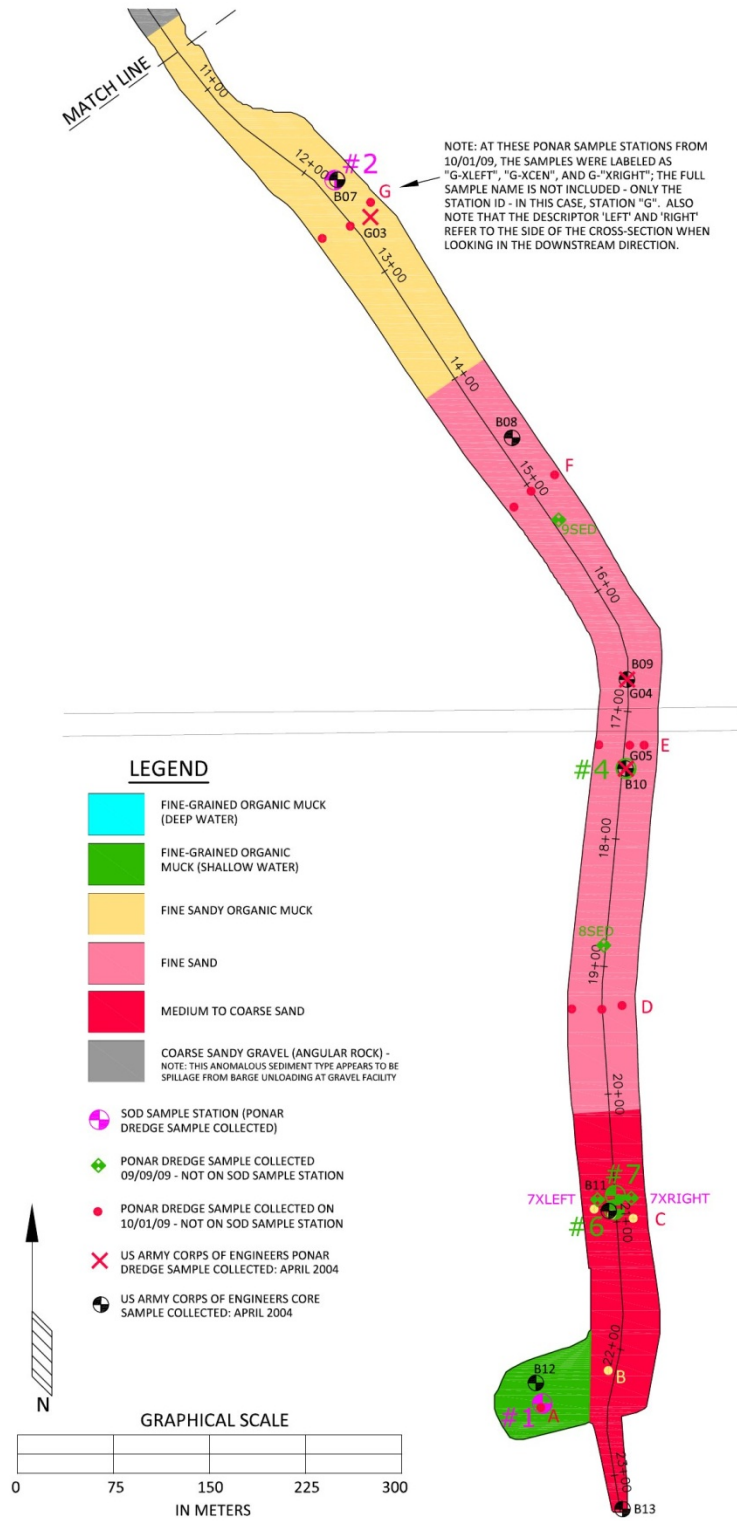 MATCH LINE
11+00
12+00
#2
B07
G
G03
13+00
NOTE: AT THESE PONAR SAMPLE STATIONS FROM
10/01/09, THE SAMPLES WERE LABELED AS
"G-XLEFT", "G-XCEN", AND G-"XRIGHT"; THE FULL
SAMPLE NAME IS NOT INCLUDED - ONLY THE
STATION ID - IN THIS CASE, STATION "G". ALSO
NOTE THAT THE DESCRIPTOR 'LEFT' AND 'RIGHT'
REFER TO THE SIDE OF THE CROSS-SECTION WHEN
LOOKING IN THE DOWNSTREAM DIRECTION.
14+00
B08
F
15+00
9SED
16+00
B09
G04
17+00
E
G05
#4
B10
18+00
8SED
19+00
D
20+00
B11
#7
7XLEFT
7XRIGHT
#6
21+00
C
22+00
B
B12
#1
A
23+00
B13
LEGEND
FINE-GRAINED ORGANIC MUCK
(DEEP WATER)
FINE-GRAINED ORGANIC
MUCK (SHALLOW WATER)
FINE SANDY ORGANIC MUCK
FINE SAND
MEDIUM TO COARSE SAND
COARSE SANDY GRAVEL (ANGULAR ROCK) -
NOTE: THIS ANOMALOUS SEDIMENT TYPE APPEARS TO BE
SPILLAGE FROM BARGE UNLOADING AT GRAVEL FACILITY
SOD SAMPLE STATION (PONAR
DREDGE SAMPLE COLLECTED)
PONAR DREDGE SAMPLE COLLECTED
09/09/09 - NOT ON SOD SAMPLE STATION
PONAR DREDGE SAMPLE COLLECTED ON
10/01/09 - NOT ON SOD SAMPLE STATION
US ARMY CORPS OF ENGINEERS PONAR
DREDGE SAMPLE COLLECTED: APRIL 2004
US ARMY CORPS OF ENGINEERS CORE
SAMPLE COLLECTED: APRIL 2004
N
GRAPHICAL SCALE
0 75 150 225 300
IN METERS